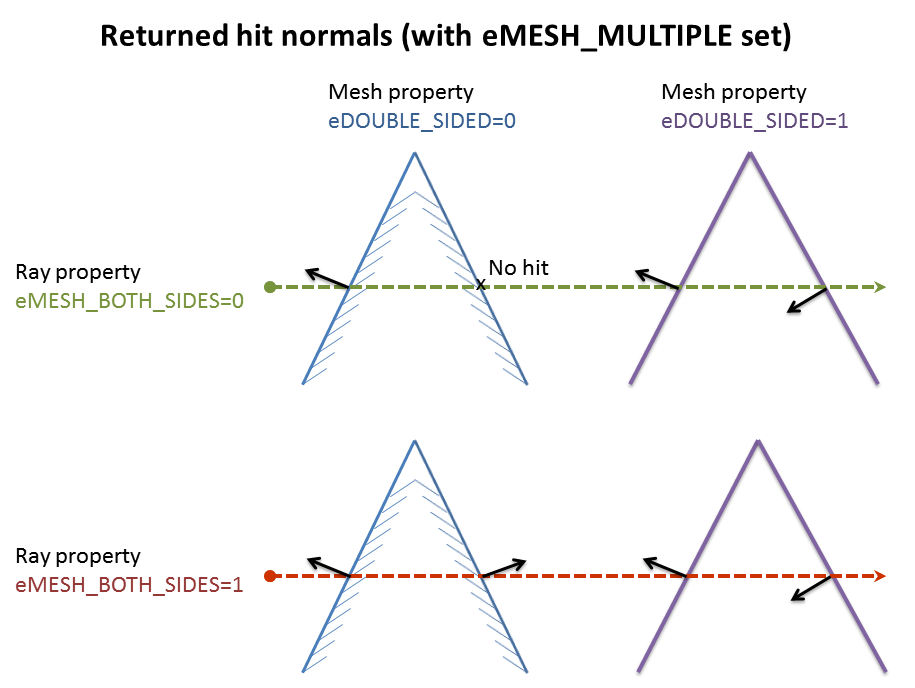 Returned hit normals (with eMESH_MULTIPLE set)
Mesh property
eDOUBLE_SIDED=0
Mesh property
eDOUBLE_SIDED=1
Ray property
eMESH_BOTH_SIDES=0
x
No hit
Ray property
eMESH_BOTH_SIDES=1